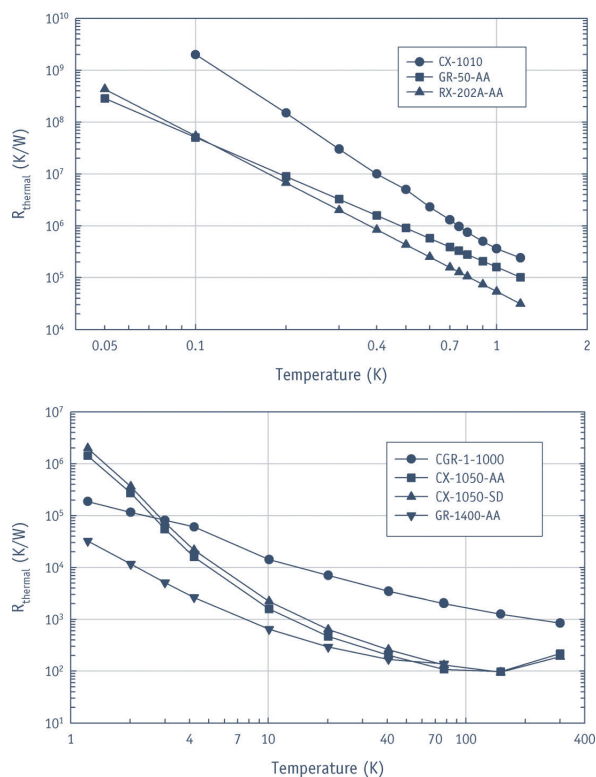 10^10
10^9
10^8
10^7
10^6
10^5
10^4
R_thermal (K/W)
CX-1010
GR-50-AA
RX-202A-AA
0.05 0.1 0.4 0.7 1 2
Temperature (K)
10^7
10^6
10^5
10^4
10^3
10^2
10^1
R_thermal (K/W)
CGR-1-1000
CX-1050-AA
CX-1050-SD
GR-1400-AA
1 4 7 10 40 70 100 400
Temperature (K)